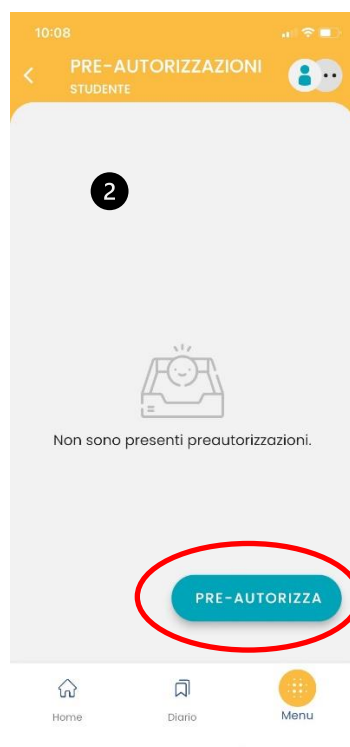 10:08
PRE-AUTORIZZAZIONI
STUDENTE
2
Non sono presenti preautorizzazioni.
PRE-AUTORIZZA
Home Diario Menu